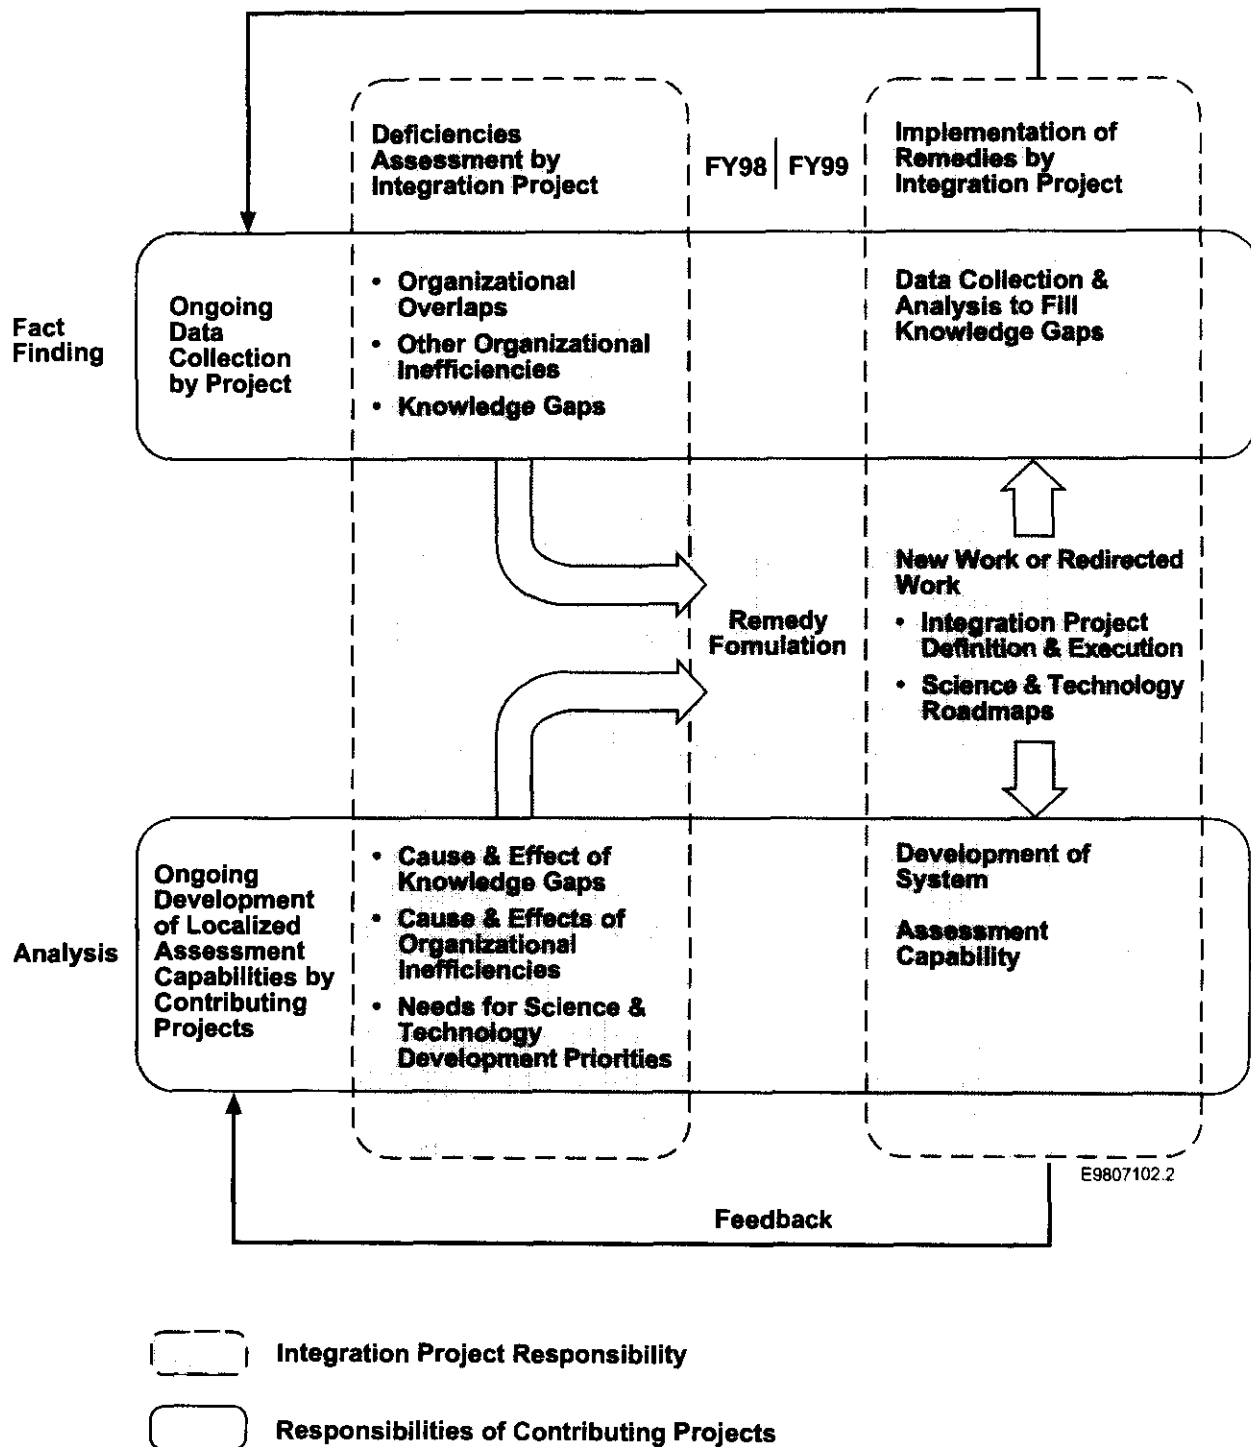 Deficiencies
Assessment by
Integration Project
FY98 | FY99
Implementation of
Remedies by
Integration Project
Fact
Finding
Ongoing
Data
Collection
by Project
• Organizational
Overlaps
• Other Organizational
Inefficiencies
• Knowledge Gaps
Data Collection &
Analysis to Fill
Knowledge Gaps
Remedy
Fomulation
New Work or Redirected
Work
• Integration Project
Definition & Execution
• Science & Technology
Roadmaps
Analysis
Ongoing
Development
of Localized
Assessment
Capabilities by
Contributing
Projects
• Cause & Effect of
Knowledge Gaps
• Cause & Effects of
Organizational
Inefficiencies
• Needs for Science &
Technology
Development Priorities
Development of
System
Assessment
Capability
E9807102.2
Feedback
Integration Project Responsibility
Responsibilities of Contributing Projects